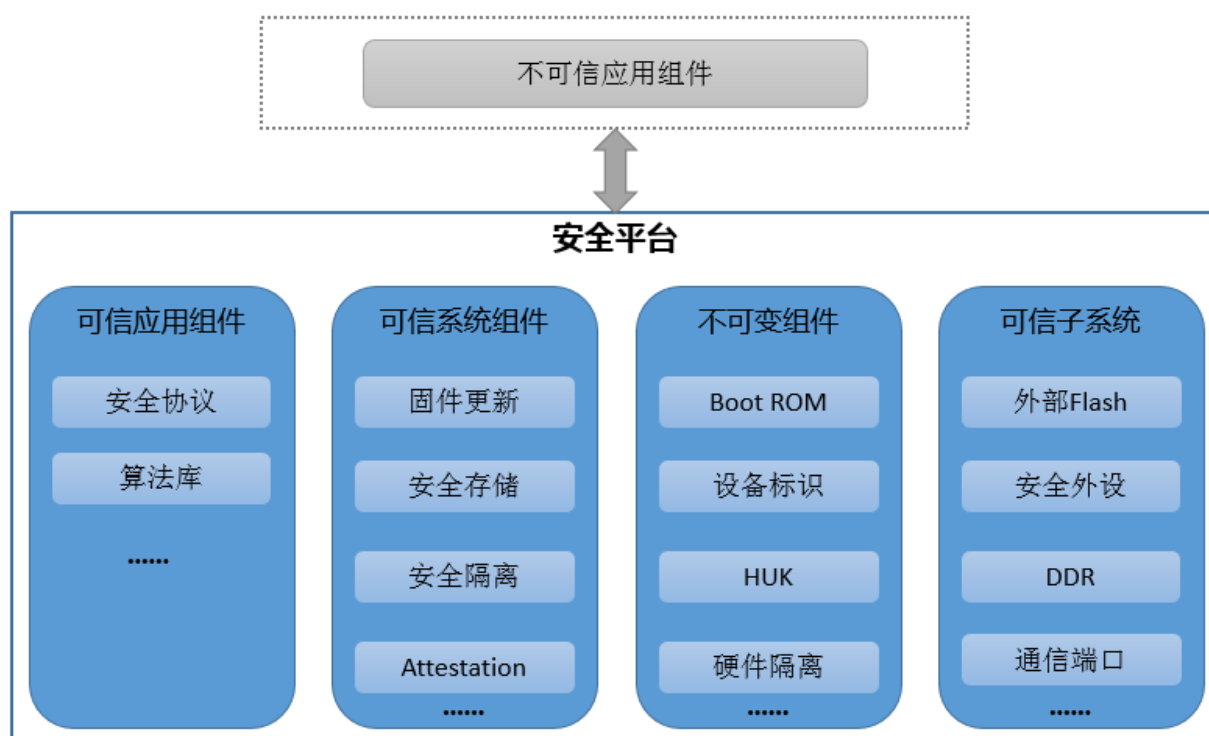 不可信应用组件
安全平台
可信应用组件
安全协议
算法库
......
可信系统组件
固件更新
安全存储
安全隔离
Attestation
......
不可变组件
Boot ROM
设备标识
HUK
硬件隔离
......
可信子系统
外部Flash
安全外设
DDR
通信端口
......